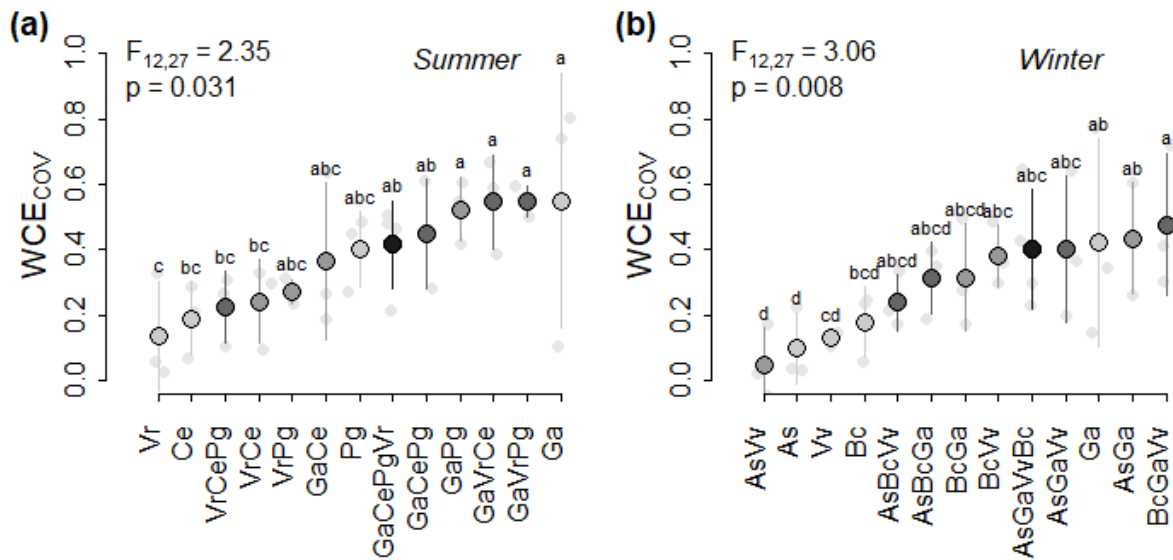 (a)
F12,27 = 2.35
p = 0.031
Summer
WCECOV
0.0
0.2
0.4
0.6
0.8
1.0
c
bc
bc
bc
abc
abc
abc
ab
ab
a
a
a
a
Vr
Ce
VrCePg
VrCe
VrPg
GaCe
Pg
GaCePgVr
GaCePg
GaPg
GaVrCe
GaVrPg
Ga
(b)
F12,27 = 3.06
p = 0.008
Winter
WCECOV
0.0
0.2
0.4
0.6
0.8
1.0
d
d
cd
bcd
abcd
abcd
abcd
abc
abc
abc
ab
ab
a
AsVv
As
Vv
Bc
AsBcVv
AsBcGa
BcGa
BcVv
AsGaVvBc
AsGaVv
Ga
AsGa
BcGaVv